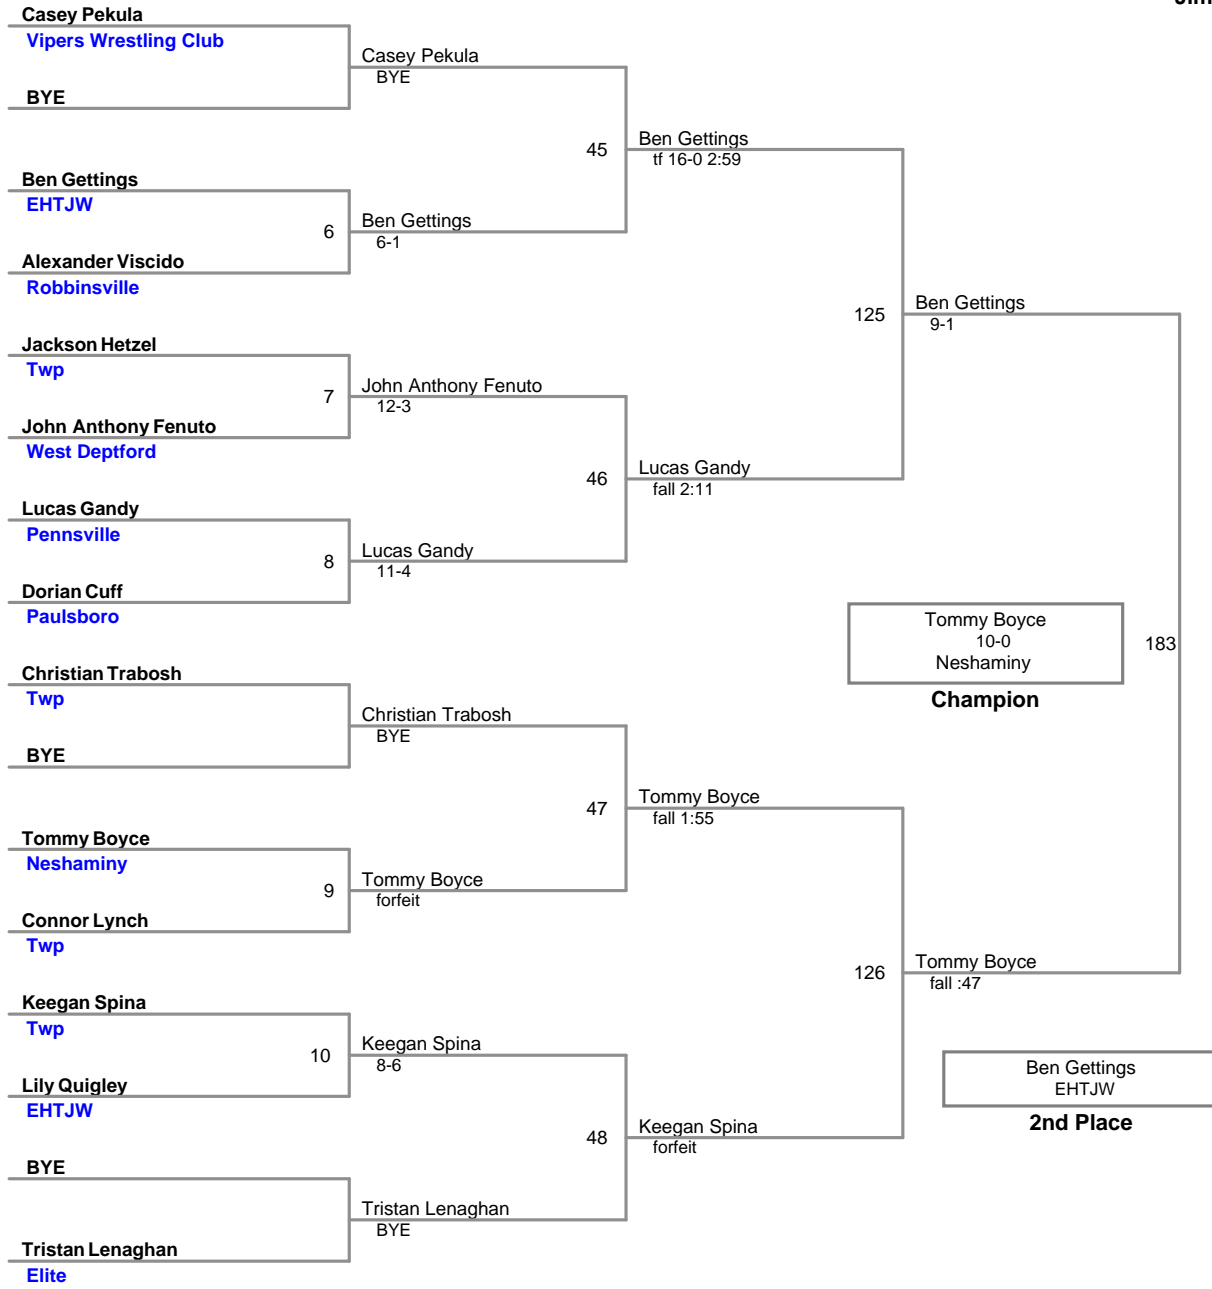 Casey Pekula
Vipers Wrestling Club
BYE
Ben Gettings
EHTJW
6
Alexander Viscido
Robbinsville
Jackson Hetzel
Twp
7
John Anthony Fenuto
West Deptford
Lucas Gandy
Pennsville
8
Dorian Cuff
Paulsboro
Christian Trabosh
Twp
BYE
Tommy Boyce
Neshaminy
9
Connor Lynch
Twp
Keegan Spina
Twp
10
Lily Quigley
EHTJW
BYE
Tristan Lenaghan
Elite
Casey Pekula
BYE
45
Ben Gettings
6-1
John Anthony Fenuto
12-3
46
Lucas Gandy
11-4
Christian Trabosh
BYE
47
Tommy Boyce
forfeit
Keegan Spina
8-6
48
Tristan Lenaghan
BYE
Ben Gettings
tf 16-0 2:59
125
Lucas Gandy
fall 2:11
Tommy Boyce
fall 1:55
126
Keegan Spina
forfeit
Ben Gettings
9-1
183
Tommy Boyce
fall :47
Tommy Boyce
10-0
Neshaminy
Champion
Ben Gettings
EHTJW
2nd Place